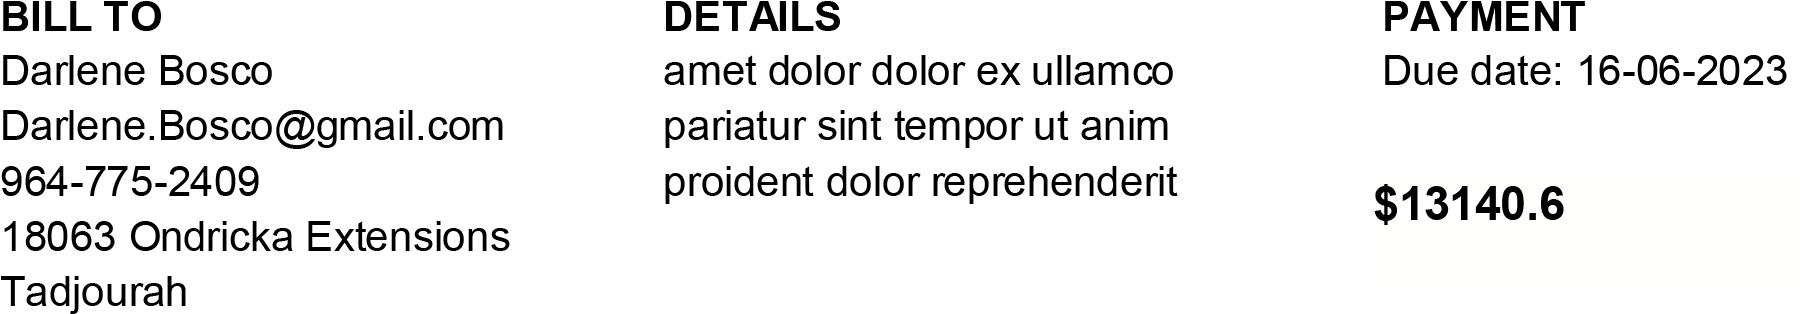 BILL TO
Darlene Bosco
Darlene.Bosco@gmail.com
964-775-2409
18063 Ondricka Extensions
Tadjourah
DETAILS
amet dolor dolor ex ullamco
pariatur sint tempor ut anim
proident dolor reprehenderit
PAYMENT
Due date: 16-06-2023
$13140.6